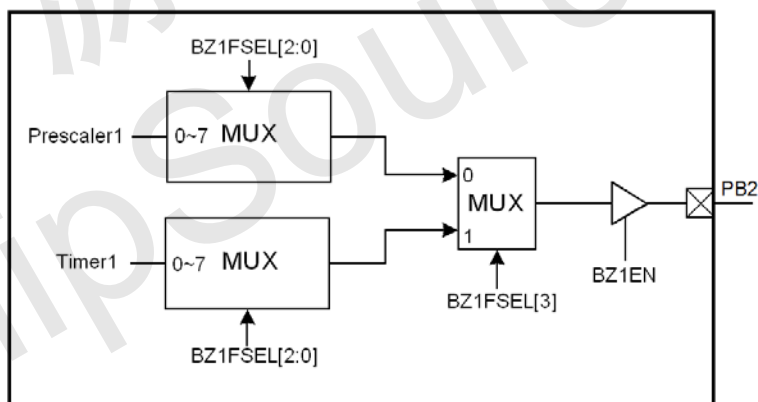 BZ1FSEL[2:0]
Prescaler1
0~7 MUX
0
MUX
1
PB2
Timer1
0~7 MUX
BZ1EN
BZ1FSEL[3]
BZ1FSEL[2:0]